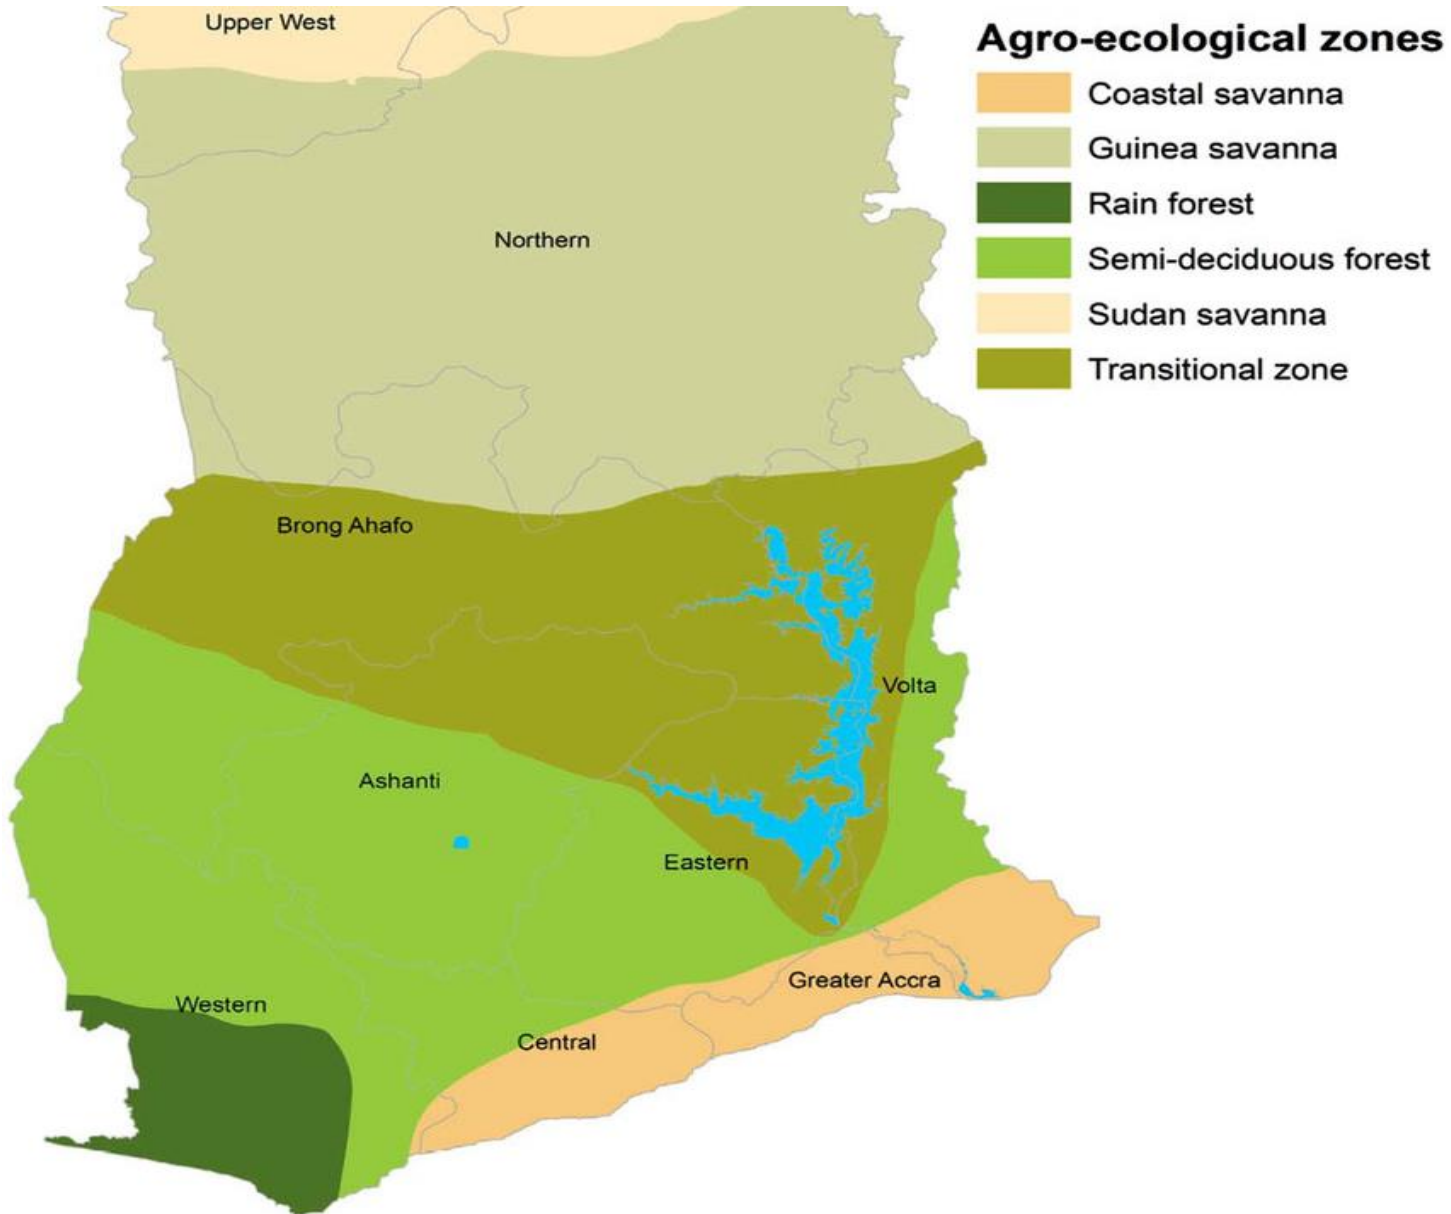 Upper West
Agro-ecological zones
Coastal savanna
Guinea savanna
Rain forest
Semi-deciduous forest
Sudan savanna
Transitional zone
Northern
Brong Ahafo
Volta
Ashanti
Eastern
Greater Accra
Western
Central